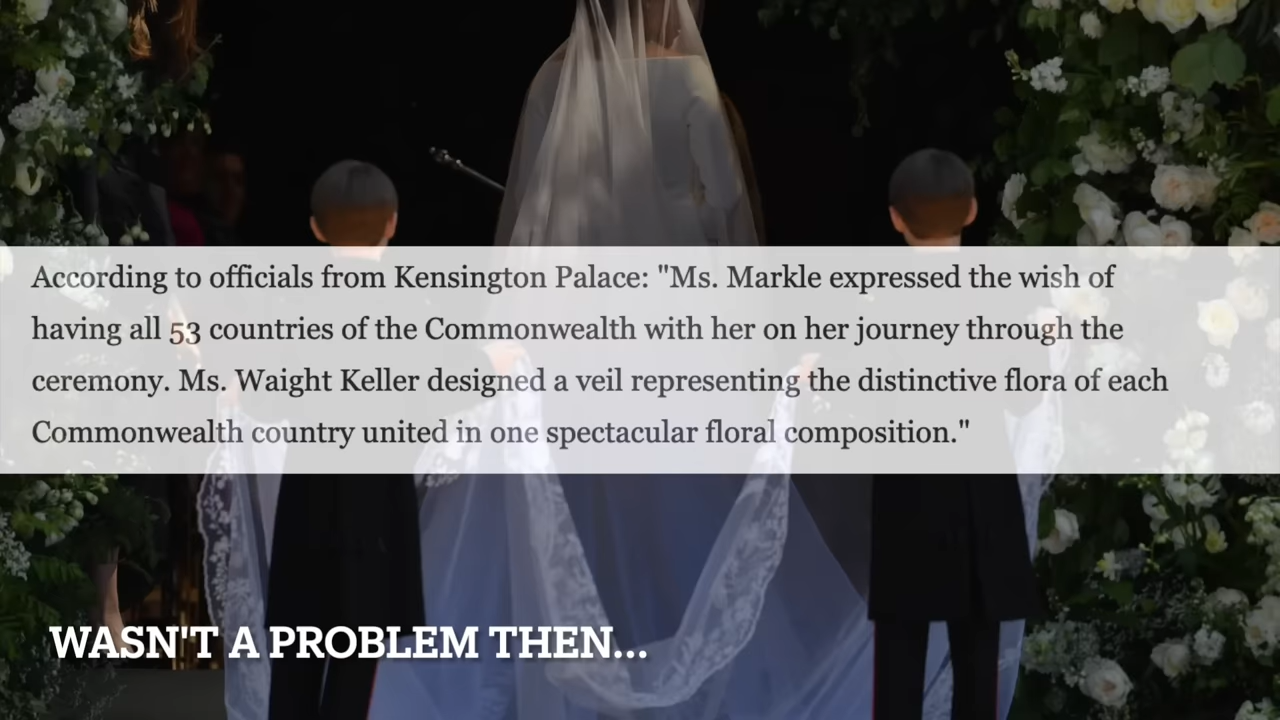 According to officials from Kensington Palace: "Ms. Markle expressed the wish of
having all 53 countries of the Commonwealth with her on her journey through the
ceremony. Ms. Waight Keller designed a veil representing the distinctive flora of each
Commonwealth country united in one spectacular floral composition."
WASN'T A PROBLEM THEN...